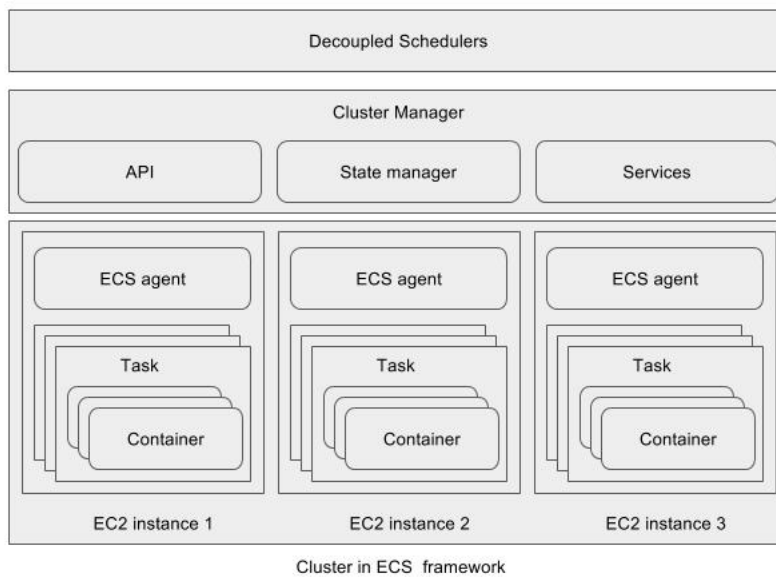 Decoupled Schedulers
Cluster Manager
API
State manager
Services
ECS agent
ECS agent
ECS agent
Task
Task
Task
Container
Container
Container
EC2 instance 1
EC2 instance 2
EC2 instance 3
Cluster in ECS framework